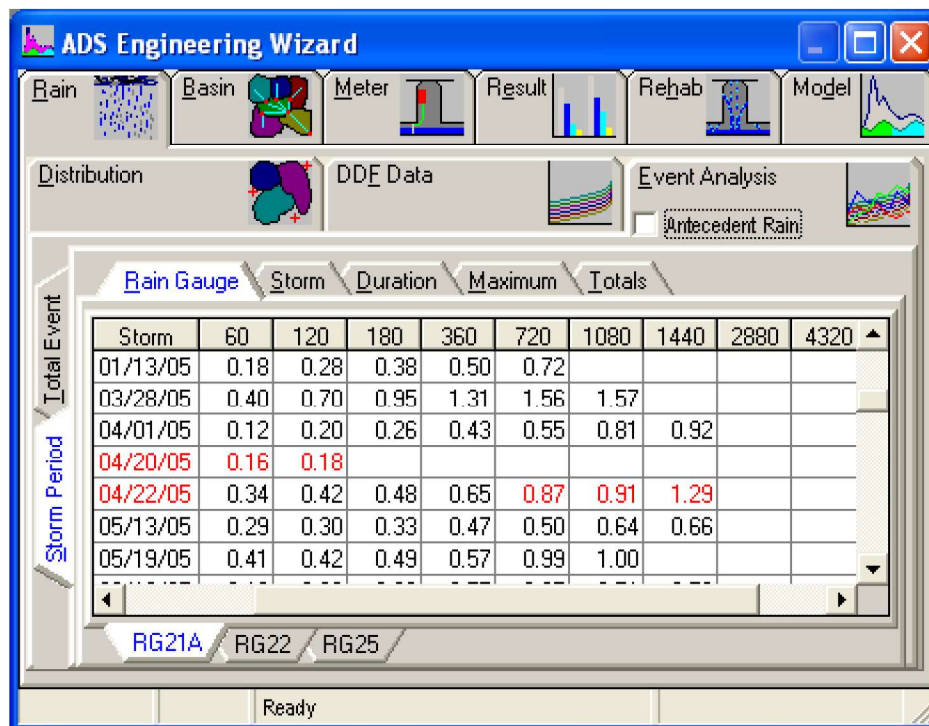 ADS Engineering Wizard
Rain Basin Meter Result Rehab Model
Distribution DDF Data Event Analysis
Antecedent Rain
Total Event
Storm Period
Rain Gauge Storm Duration Maximum Totals
Storm 60 120 180 360 720 1080 1440 2880 4320
01/13/05 0.18 0.28 0.38 0.50 0.72
03/28/05 0.40 0.70 0.95 1.31 1.56 1.57
04/01/05 0.12 0.20 0.26 0.43 0.55 0.81 0.92
04/20/05 0.16 0.18
04/22/05 0.34 0.42 0.48 0.65 0.87 0.91 1.29
05/13/05 0.29 0.30 0.33 0.47 0.50 0.64 0.66
05/19/05 0.41 0.42 0.49 0.57 0.99 1.00
RG21A RG22 RG25
Ready